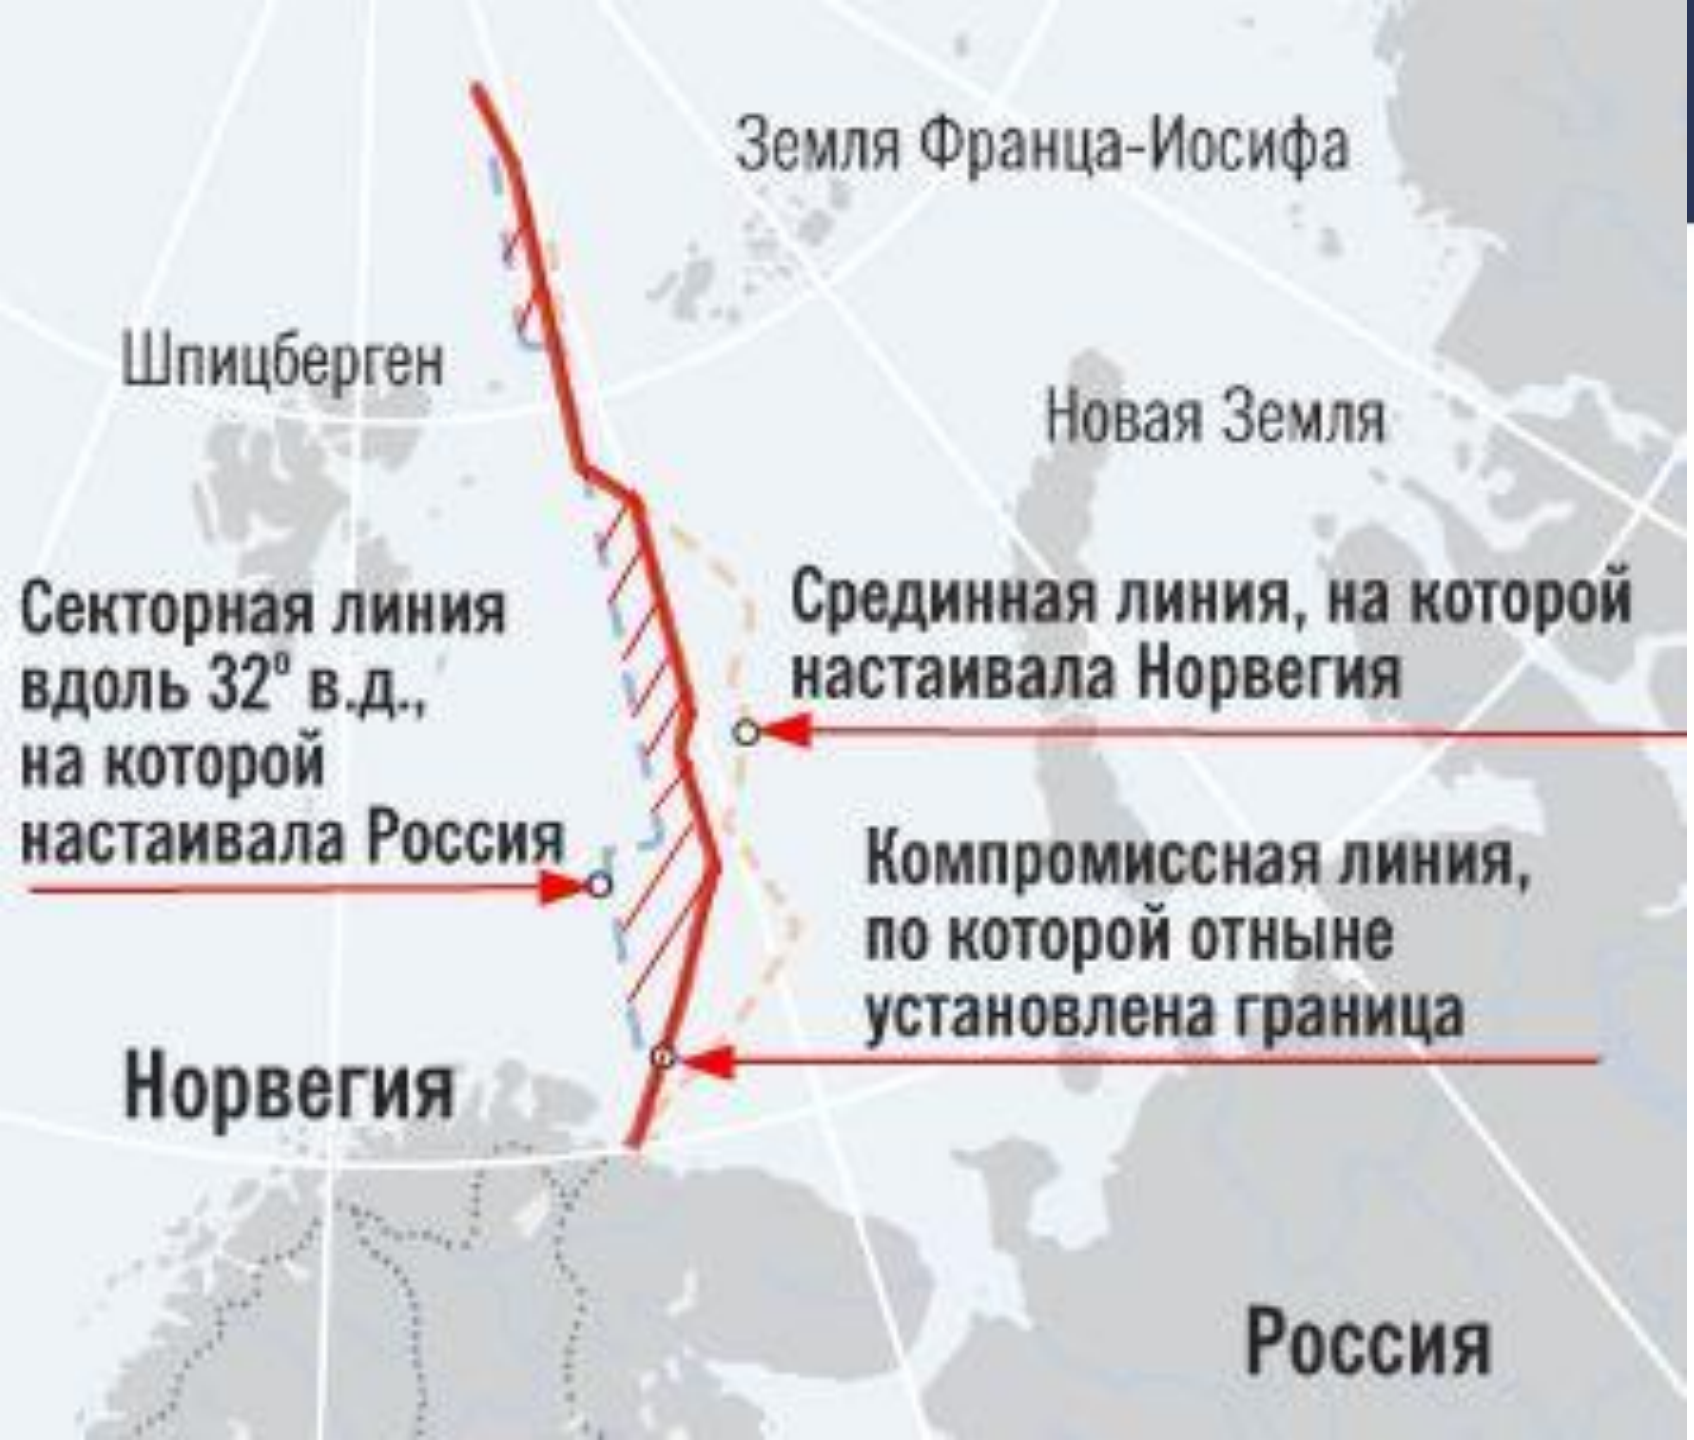 Земля Франца-Иосифа
Шпицберген
Новая Земля
Секторная линия
вдоль 32º в.д.,
на которой
настаивала Россия
Срединная линия, на которой
настаивала Норвегия
Компромиссная линия,
по которой отныне
установлена граница
Норвегия
Россия